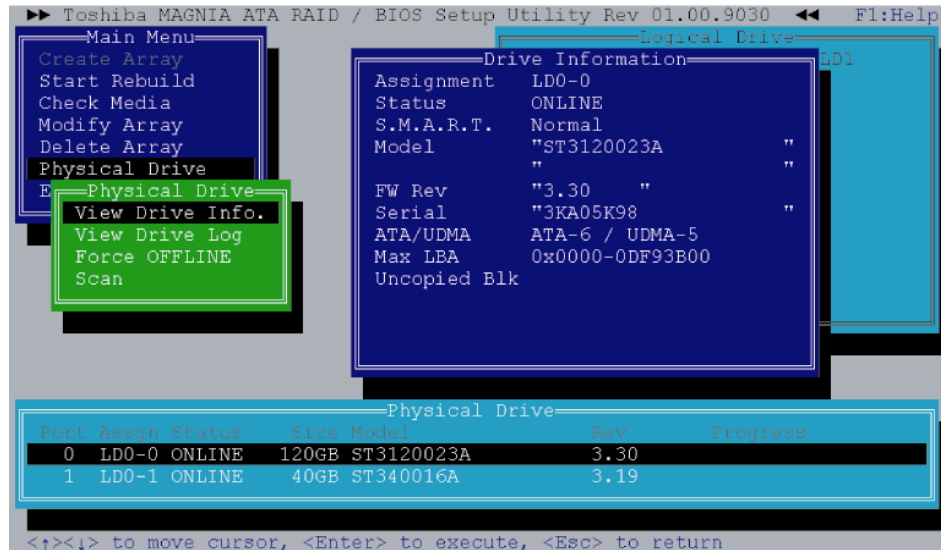 ►► Toshiba MAGNIA ATA RAID / BIOS Setup Utility Rev 01.00.9030 ◄◄ F1:Help
Main Menu
Create Array
Start Rebuild
Check Media
Modify Array
Delete Array
Physical Drive
E
Physical Drive
View Drive Info.
View Drive Log
Force OFFLINE
Scan
Logical Drive
LD1
Drive Information
Assignment LD0-0
Status ONLINE
S.M.A.R.T. Normal
Model "ST3120023A "
" "
FW Rev "3.30 "
Serial "3KA05K98 "
ATA/UDMA ATA-6 / UDMA-5
Max LBA 0x0000-0DF93B00
Uncopied Blk
Physical Drive
Port Assgn Status Size Model Rev Progress
0 LD0-0 ONLINE 120GB ST3120023A 3.30
1 LD0-1 ONLINE 40GB ST340016A 3.19
<↑><↓> to move cursor, <Enter> to execute, <Esc> to return